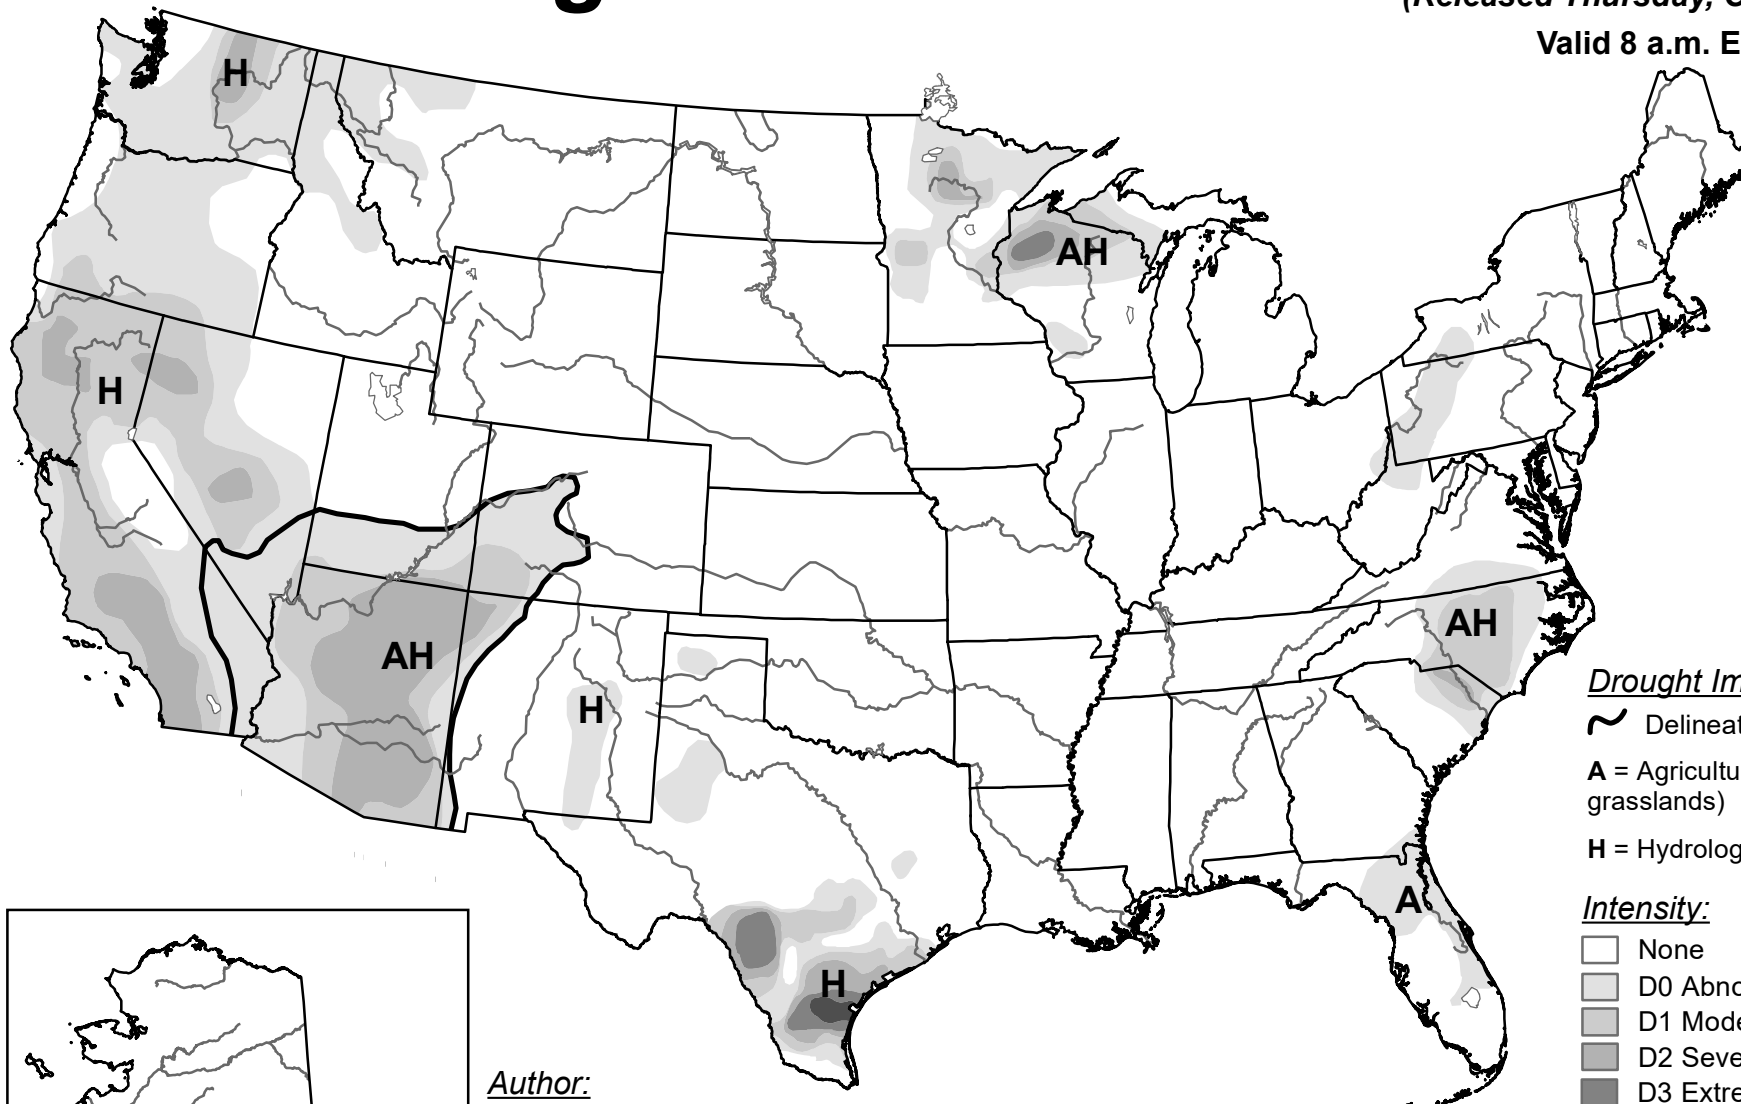 (Released Thursday,
Valid 8 a.m.
H
AH
H
AH
AH
H
Drought
Delineat
A = Agricultu
grasslands)
H = Hydrolog
A
Intensity:
None
H
D0 Abno
D1 Mode
D2 Seve
D3 Extre
Author: